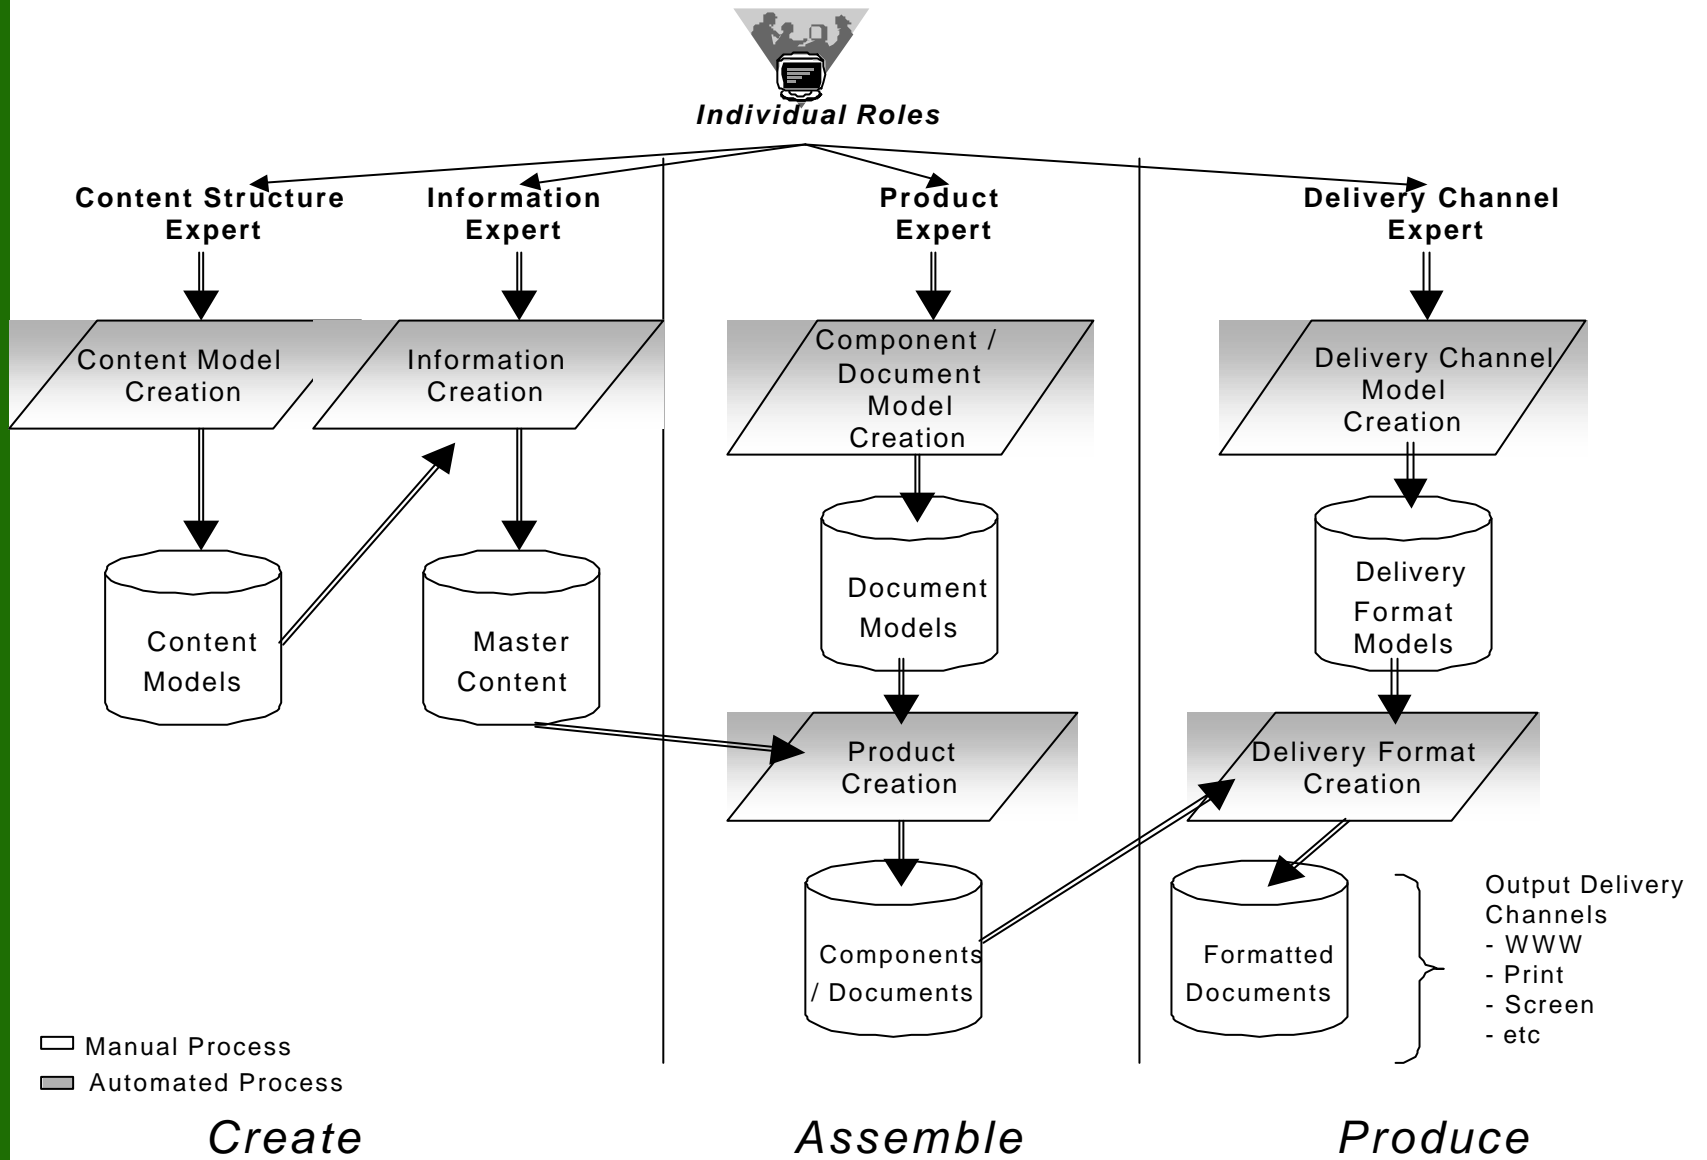 Individual Roles
Content Structure
Expert
Information
Expert
Product
Expert
Delivery Channel
Expert
Content Model
Creation
Information
Creation
Component /
Document
Model
Creation
Delivery Channel
Model
Creation
Content
Models
Master
Content
Document
Models
Delivery
Format
Models
Product
Creation
Delivery Format
Creation
Components
/ Documents
Formatted
Documents
Output Delivery
Channels
- WWW
- Print
- Screen
- etc
Manual Process
Automated Process
Create
Assemble
Produce